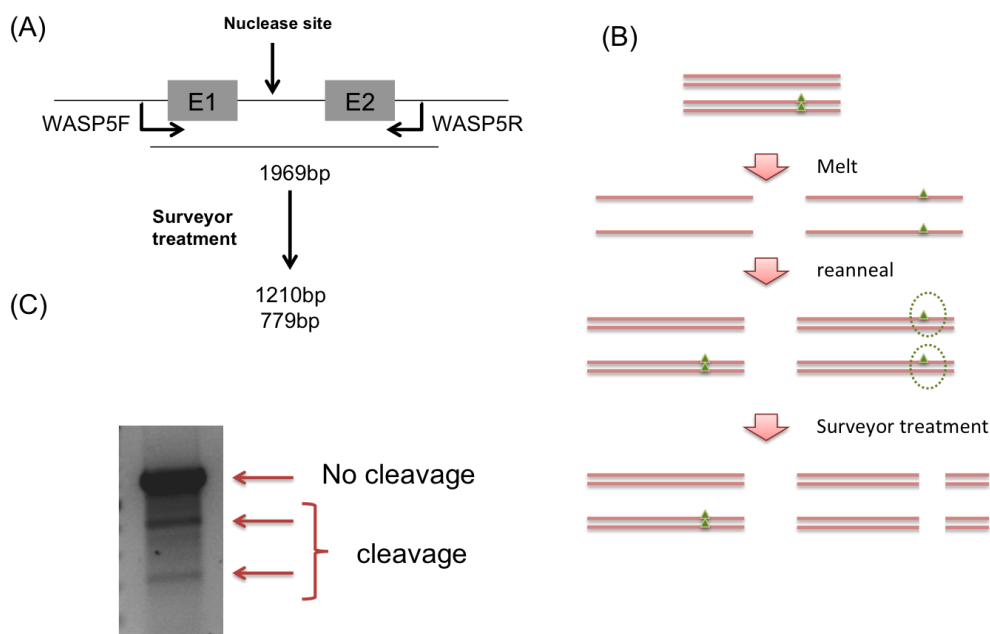 (A)
Nuclease site
E1
E2
WASP5F
WASP5R
1969bp
Surveyor
treatment
1210bp
779bp
(B)
Melt
reanneal
Surveyor treatment
(C)
No cleavage
cleavage